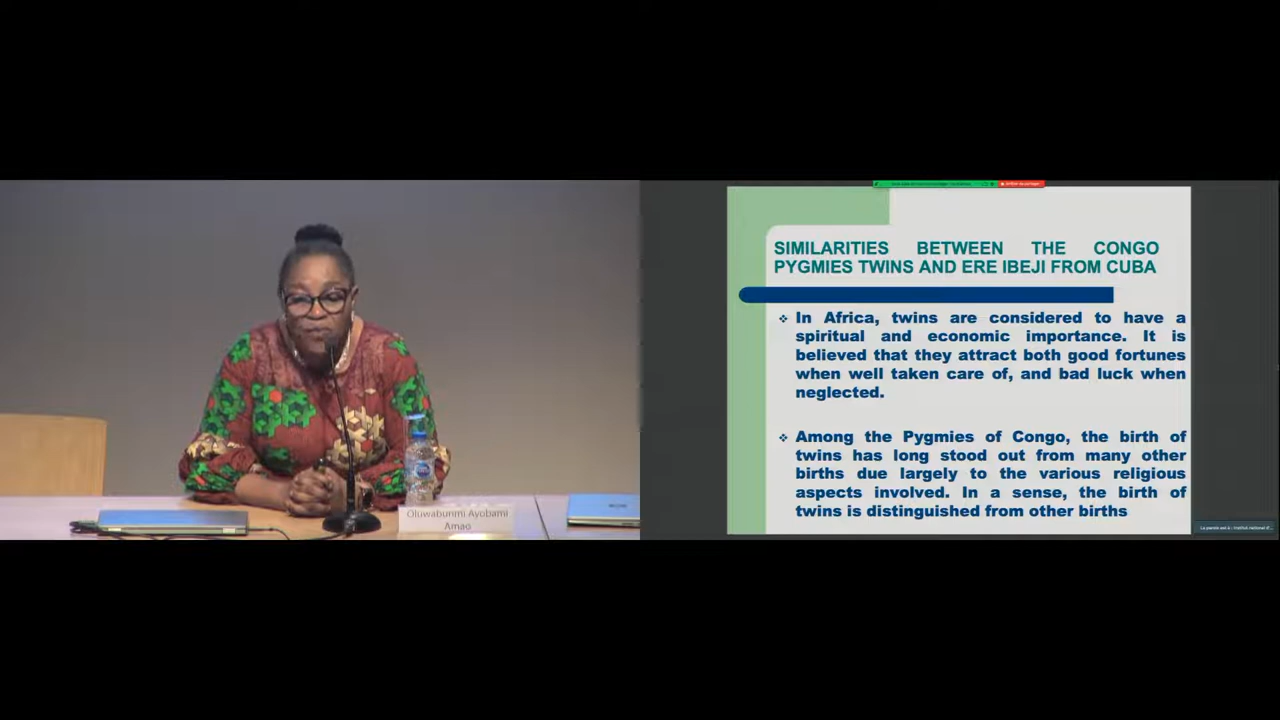 Oluwabunmi Ayobami
Amao
SIMILARITIES BETWEEN THE CONGO
PYGMIES TWINS AND ERE IBEJI FROM CUBA
❖ In Africa, twins are considered to have a
spiritual and economic importance. It is
believed that they attract both good fortunes
when well taken care of, and bad luck when
neglected.
❖ Among the Pygmies of Congo, the birth of
twins has long stood out from many other
births due largely to the various religious
aspects involved. In a sense, the birth of
twins is distinguished from other births